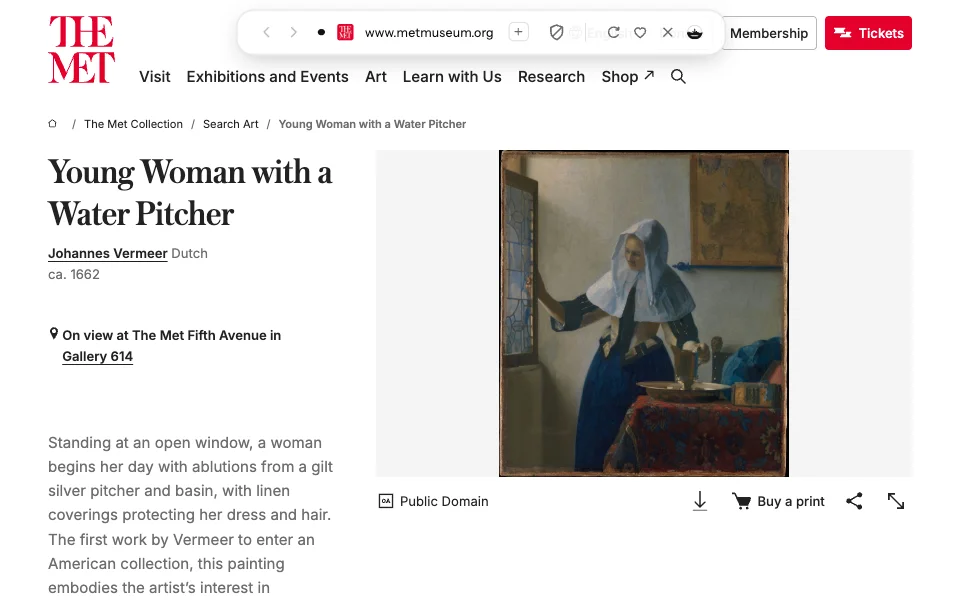 THE
MET
www.metmuseum.org
Membership
Tickets
Visit
Exhibitions and Events
Art
Learn with Us
Research
Shop
/ The Met Collection / Search Art / Young Woman with a Water Pitcher
Young Woman with a
Water Pitcher
Johannes Vermeer Dutch
ca. 1662
On view at The Met Fifth Avenue in
Gallery 614
Standing at an open window, a woman
begins her day with ablutions from a gilt
silver pitcher and basin, with linen
coverings protecting her dress and hair.
The first work by Vermeer to enter an
American collection, this painting
embodies the artist's interest in
OA Public Domain
Buy a print